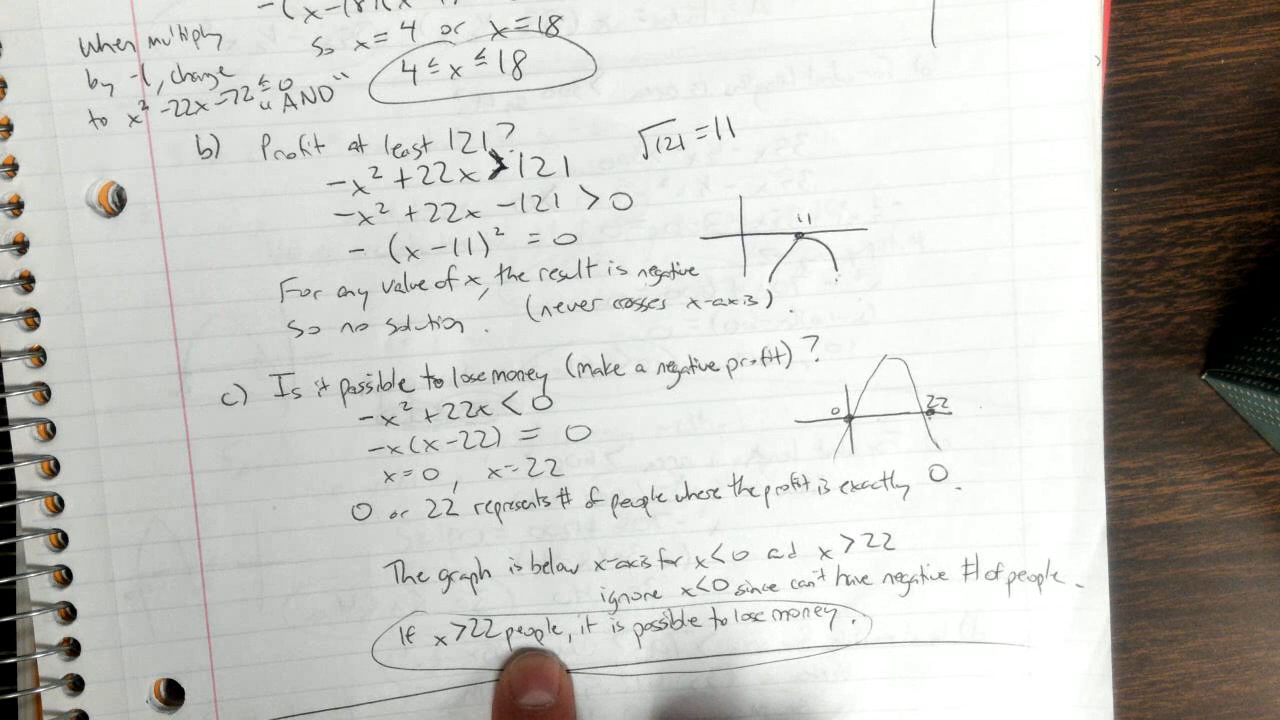 -(x-18)(x-
When multiply
So x = 4 or x = 18
by -1, change
4 ≤ x ≤ 18
to x² -22x -72 ≤ 0
"AND"
b) Profit at least 121?
√121 = 11
-x² + 22x > 121
-x² + 22x - 121 > 0
- (x-11)² = 0
11
For any value of x, the result is negative
(never crosses x-axis).
so no solution.
c) Is it possible to lose money (make a negative profit)?
-x² + 22x < 0
0 22
-x(x-22) = 0
x = 0, x = 22
0 or 22 represents # of people where the profit is exactly 0.
The graph is below x-axis for x<0 and x>22
ignore x<0 since can't have negative # of people.
If x>22 people, it is possible to lose money.